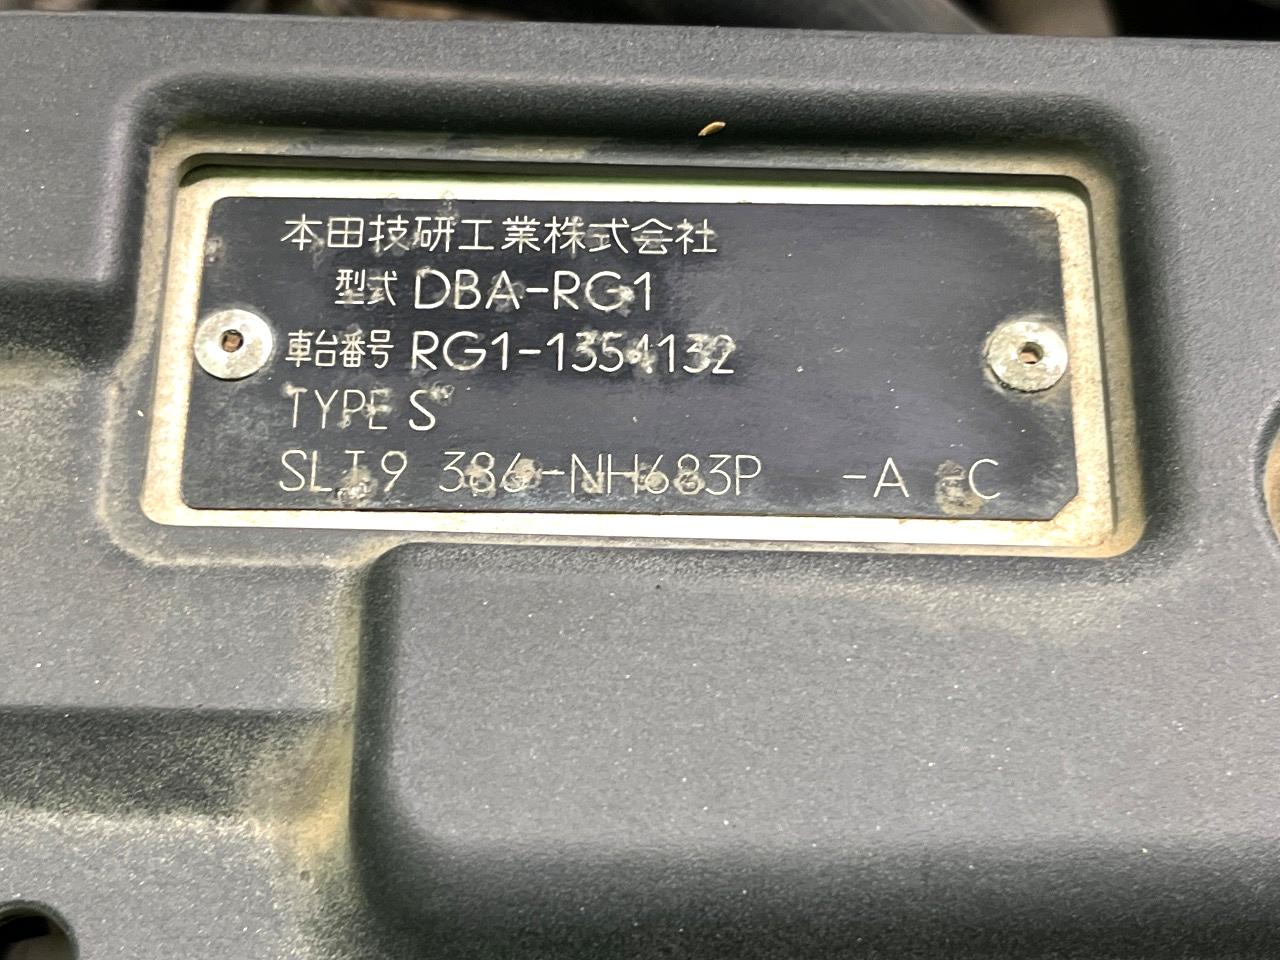 本田技研工業株式会社
型式 DBA-RG1
車台番号 RG1-1354132
TYPE S
386-NH683P -A -C